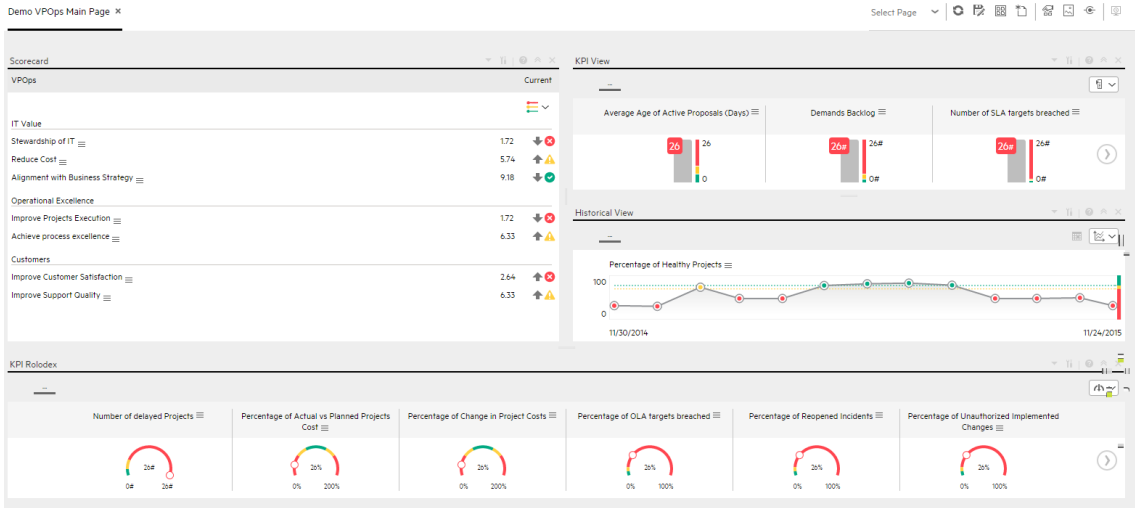 Demo VPOps Main Page ×
Select Page
Scorecard
VPOps Current
IT Value
Stewardship of IT 1.72
Reduce Cost 5.74
Alignment with Business Strategy 9.18
Operational Excellence
Improve Projects Execution 1.72
Achieve process excellence 6.33
Customers
Improve Customer Satisfaction 2.64
Improve Support Quality 6.33
KPI View
--
Average Age of Active Proposals (Days) Demands Backlog Number of SLA targets breached
26 26 26# 26# 26# 26#
0 0# 0#
Historical View
--
Percentage of Healthy Projects
100
0
11/30/2014 11/24/2015
KPI Rolodex
--
Number of delayed Projects Percentage of Actual vs Planned Projects Percentage of Change in Project Costs Percentage of OLA targets breached Percentage of Reopened Incidents Percentage of Unauthorized Implemented
Cost Changes
26# 26% 26% 26% 26% 26%
0# 26# 0% 200% 0% 200% 0% 100% 0% 100% 0% 100%